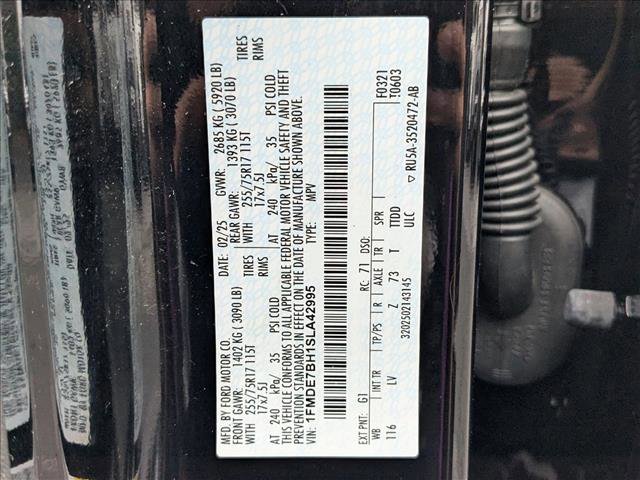 MFD. BY FORD MOTOR CO.
DATE: 02/25 GVWR: 2685 KG ( 5920 LB)
FRONT GAWR: 1402 KG ( 3090 LB) REAR GAWR: 1393 KG ( 3070 LB)
WITH 255/75R17 115T TIRES WITH 255/75R17 115T TIRES
17x7.5J RIMS 17x7.5J RIMS
AT 240 kPa/ 35 PSI COLD AT 240 kPa/ 35 PSI COLD
THIS VEHICLE CONFORMS TO ALL APPLICABLE FEDERAL MOTOR VEHICLE SAFETY AND THEFT
PREVENTION STANDARDS IN EFFECT ON THE DATE OF MANUFACTURE SHOWN ABOVE.
VIN: 1FMDE7BH1SLA42995 TYPE: MPV
F0321
T0603
EXT PNT: G1 RC: 71 DSO:
WB INT TR TP/PS R AXLE TR SPR
116 LV Z 73 T TTDD
3202502143145 ULC
▽ RU5A-3520472-AB